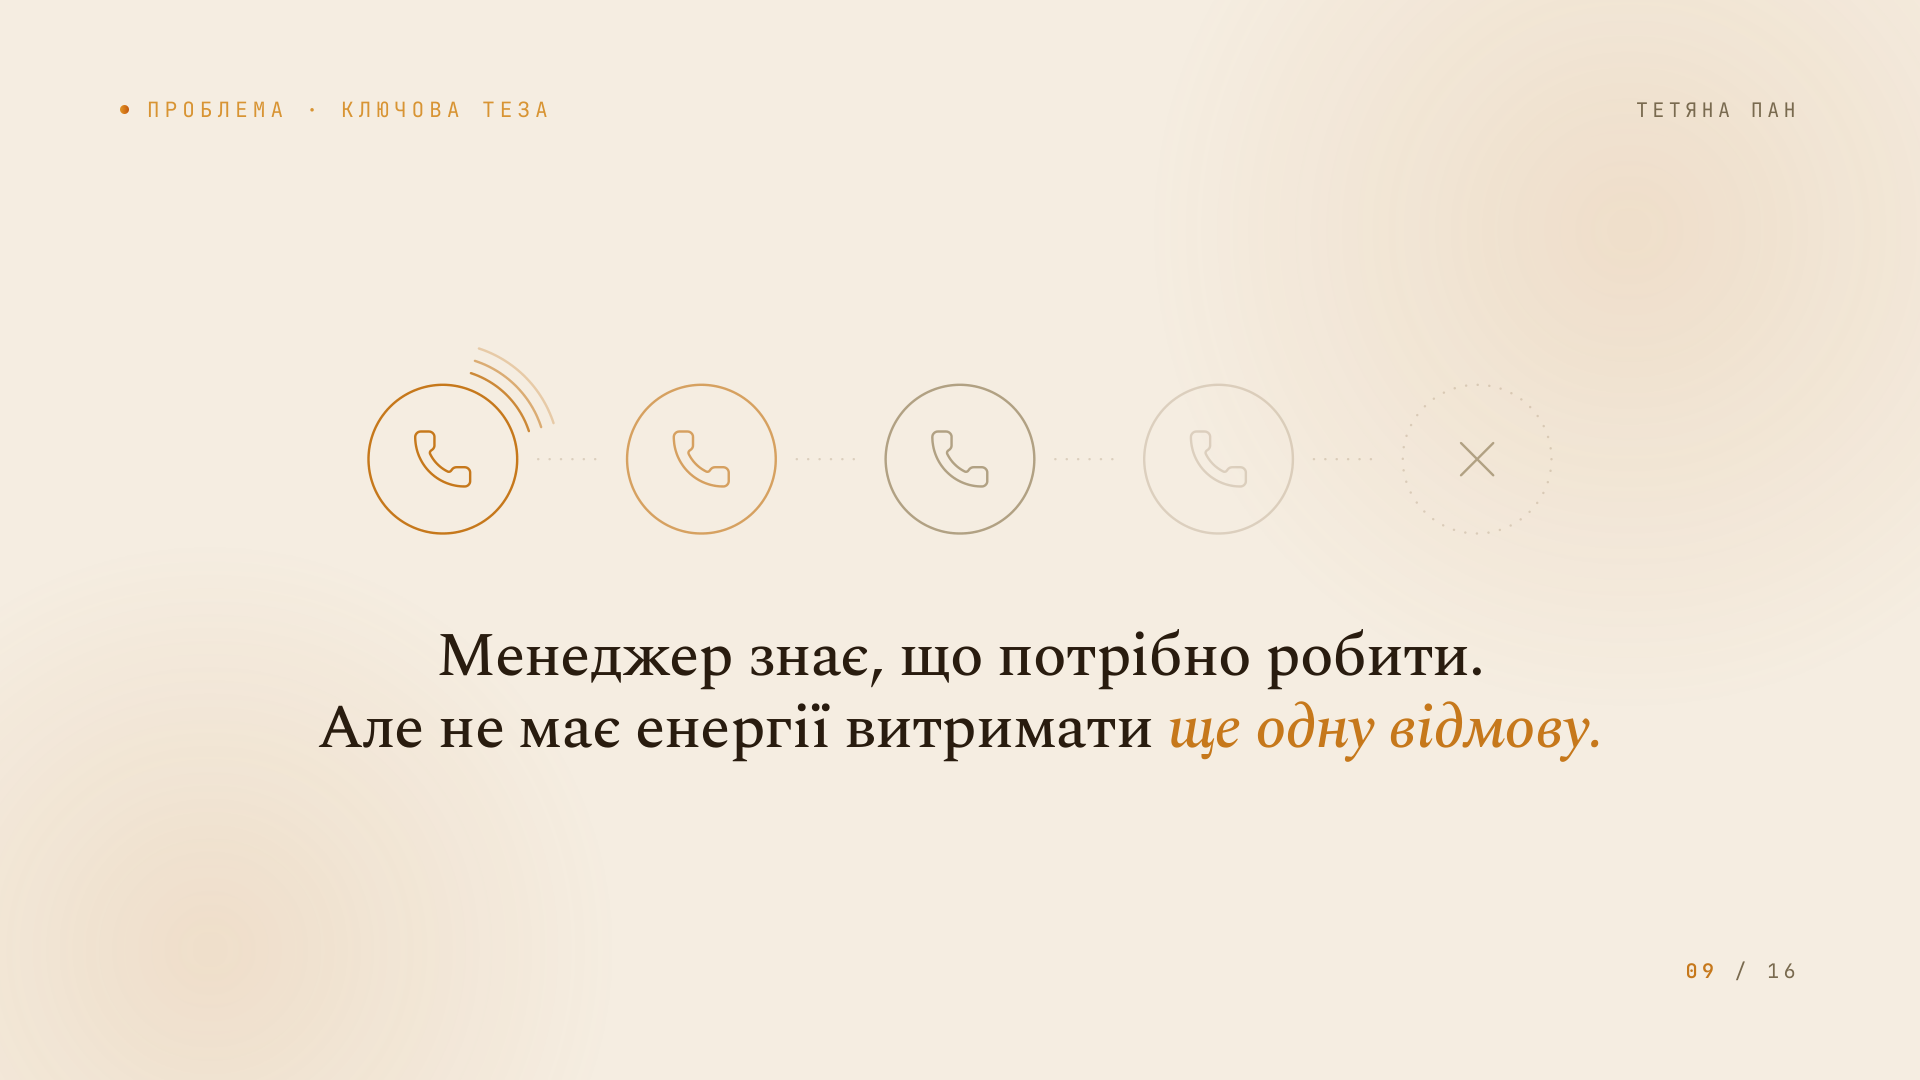 ПРОБЛЕМА · КЛЮЧОВА ТЕЗА
ТЕТЯНА ПАН
Менеджер знає, що потрібно робити.
Але не має енергії витримати ще одну відмову.
09 / 16